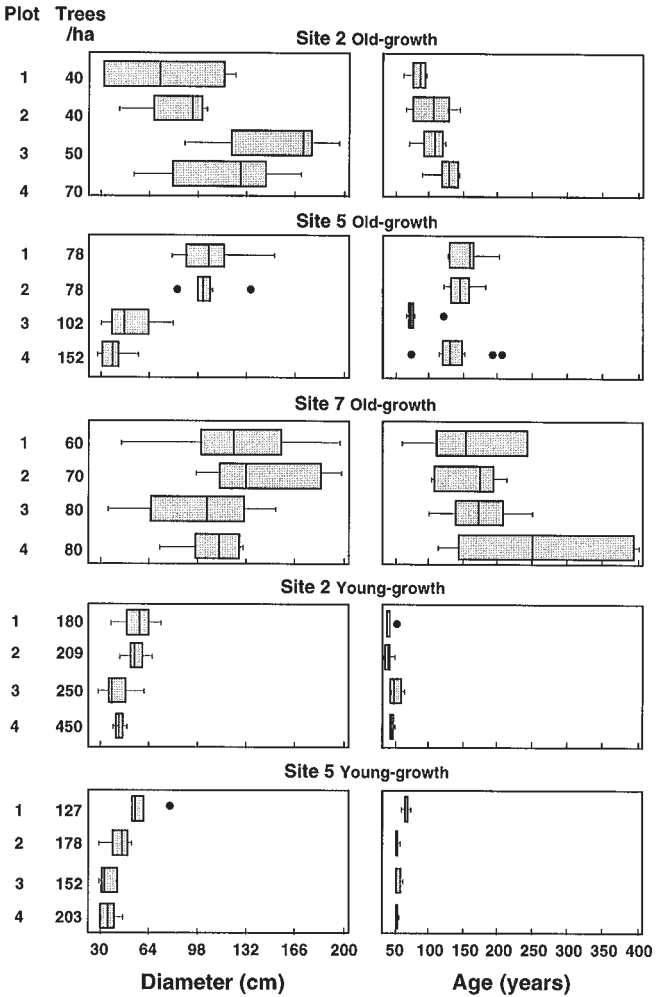 Plot Trees
/ha
Site 2 Old-growth
1 40
2 40
3 50
4 70
Site 5 Old-growth
1 78
2 78
3 102
4 152
Site 7 Old-growth
1 60
2 70
3 80
4 80
Site 2 Young-growth
1 180
2 209
3 250
4 450
Site 5 Young-growth
1 127
2 178
3 152
4 203
30 64 98 132 166 200 50 100 150 200 250 300 350 400
Diameter (cm) Age (years)